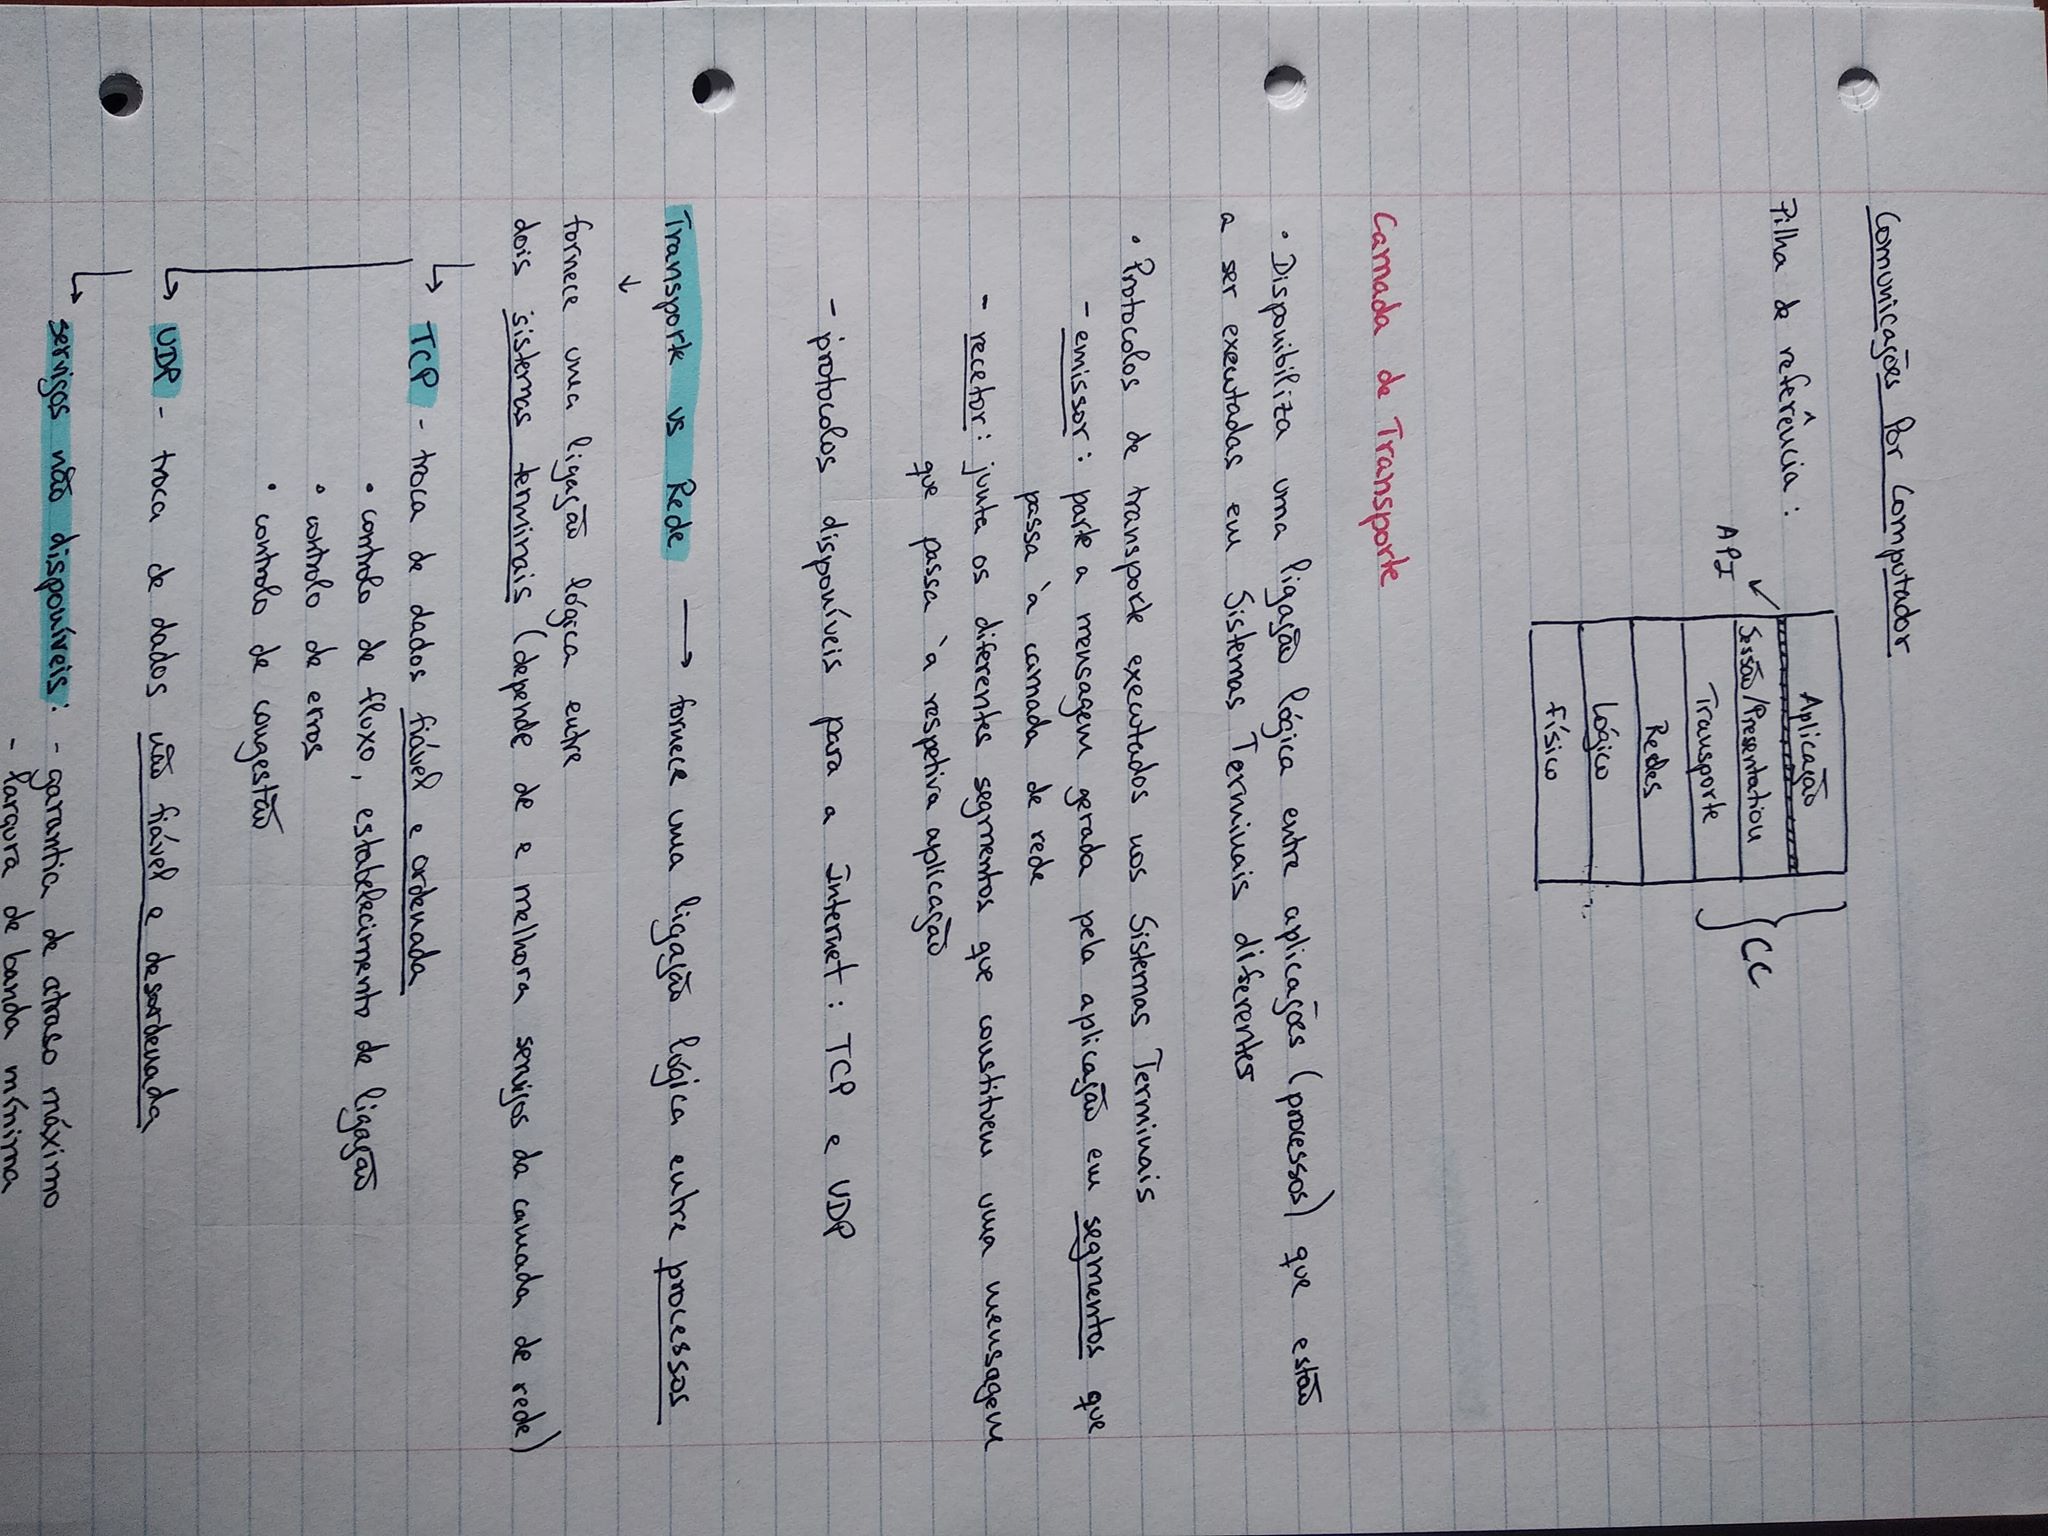 Comunicações Por Computador
Pilha de referência:
Aplicação
API
Sessão/Presentation
CC
Transporte
Redes
Lógico
Físico
Camada de Transporte
• Disponibiliza uma ligação lógica entre aplicações (processos) que estão
a ser executadas em Sistemas Terminais diferentes
• Protocolos de transporte executados nos Sistemas Terminais
- emissor: parte a mensagem gerada pela aplicação em segmentos que
passa à camada de rede
- recetor: junta os diferentes segmentos que constituem uma mensagem
que passa à respetiva aplicação
- protocolos disponíveis para a Internet: TCP e UDP
Transporte vs Rede → fornece uma ligação lógica entre processos
↓
fornece uma ligação lógica entre
dois sistemas terminais (depende de e melhora serviços da camada de rede)
↳ TCP - troca de dados fiável e ordenada
• controlo de fluxo, estabelecimento de ligação
• controlo de erros
• controlo de congestão
↳ UDP - troca de dados não fiável e desordenada
↳ serviços não disponíveis: - garantia de atraso máximo
- largura de banda mínima